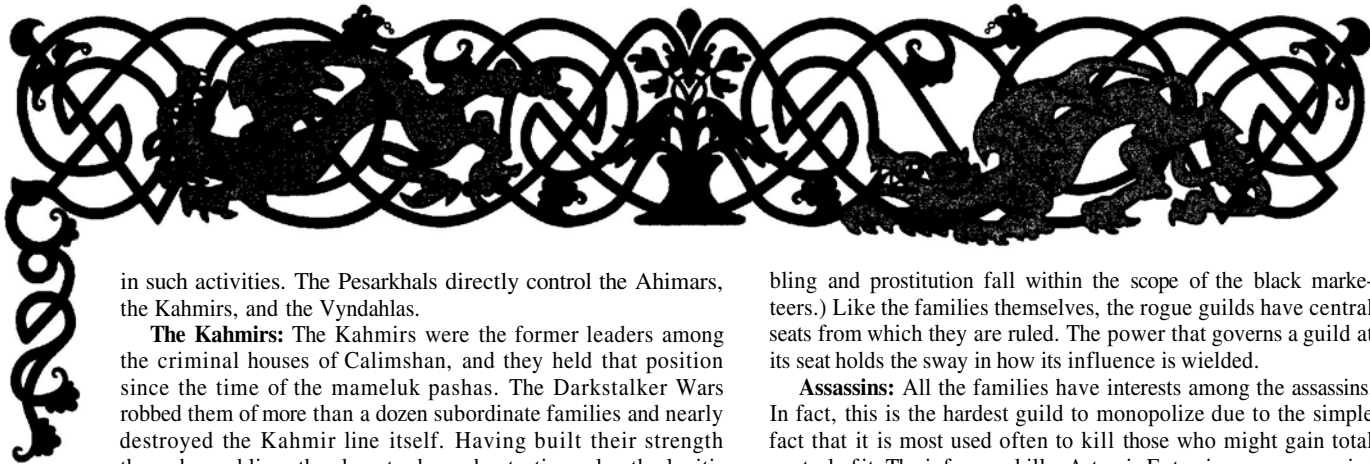 in such activities. The Pesarkhals directly control the Ahimars,
the Kahmirs, and the Vyndahlas.
The Kahmirs: The Kahmirs were the former leaders among
the criminal houses of Calimshan, and they held that position
since the time of the mameluk pashas. The Darkstalker Wars
robbed them of more than a dozen subordinate families and nearly
destroyed the Kahmir line itself. Having built their strength
bling and prostitution fall within the scope of the black marke-
teers.) Like the families themselves, the rogue guilds have central
seats from which they are ruled. The power that governs a guild at
its seat holds the sway in how its influence is wielded.
Assassins: All the families have interests among the assassins
In fact, this is the hardest guild to monopolize due to the simple
fact that it is most used often to kill those who might gain total